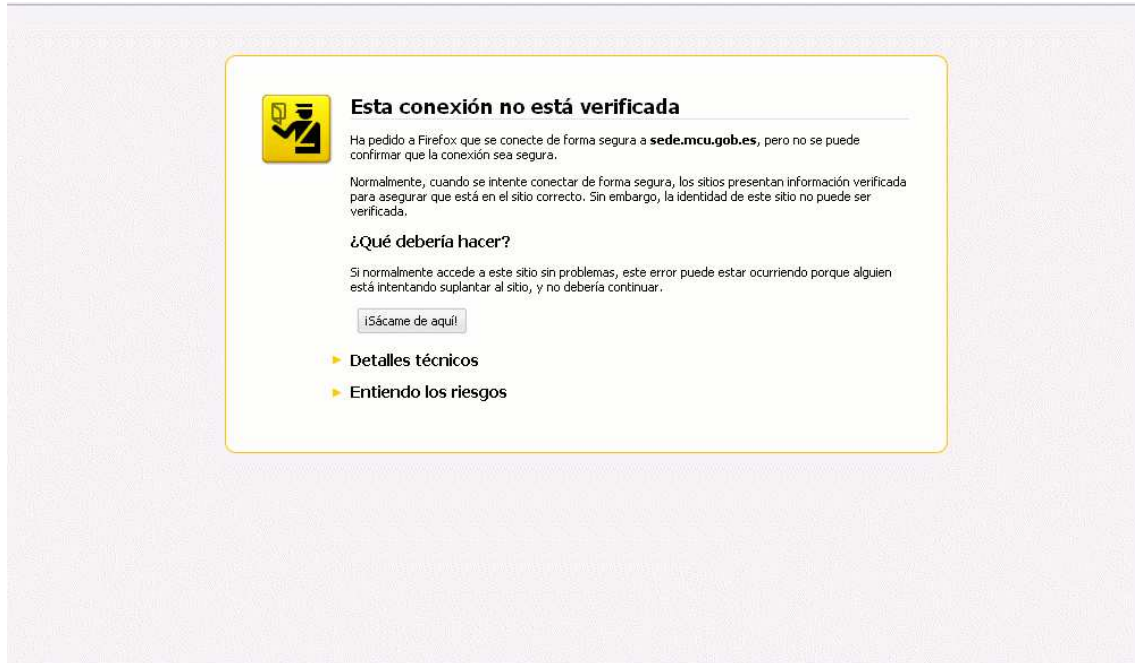 Esta conexión no está verificada
Ha pedido a Firefox que se conecte de forma segura a sede.mcu.gob.es, pero no se puede
confirmar que la conexión sea segura.
Normalmente, cuando se intente conectar de forma segura, los sitios presentan información verificada
para asegurar que está en el sitio correcto. Sin embargo, la identidad de este sitio no puede ser
verificada.
¿Qué debería hacer?
Si normalmente accede a este sitio sin problemas, este error puede estar ocurriendo porque alguien
está intentando suplantar al sitio, y no debería continuar.
¡Sácame de aquí!
Detalles técnicos
Entiendo los riesgos